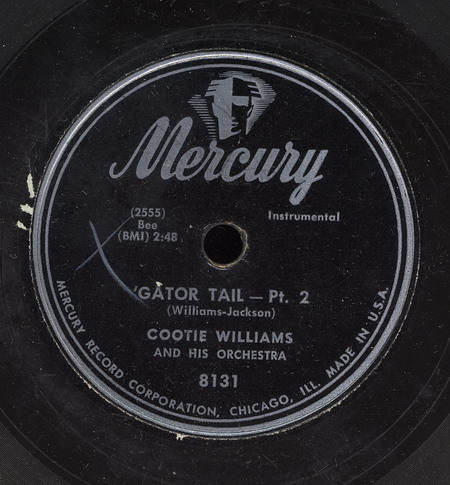 Mercury
(2555)
Bee
(BMI) 2:48
Instrumental
'GATOR TAIL — Pt. 2
(Williams-Jackson)
COOTIE WILLIAMS
AND HIS ORCHESTRA
8131
MERCURY RECORD CORPORATION, CHICAGO, ILL. MADE IN U.S.A.